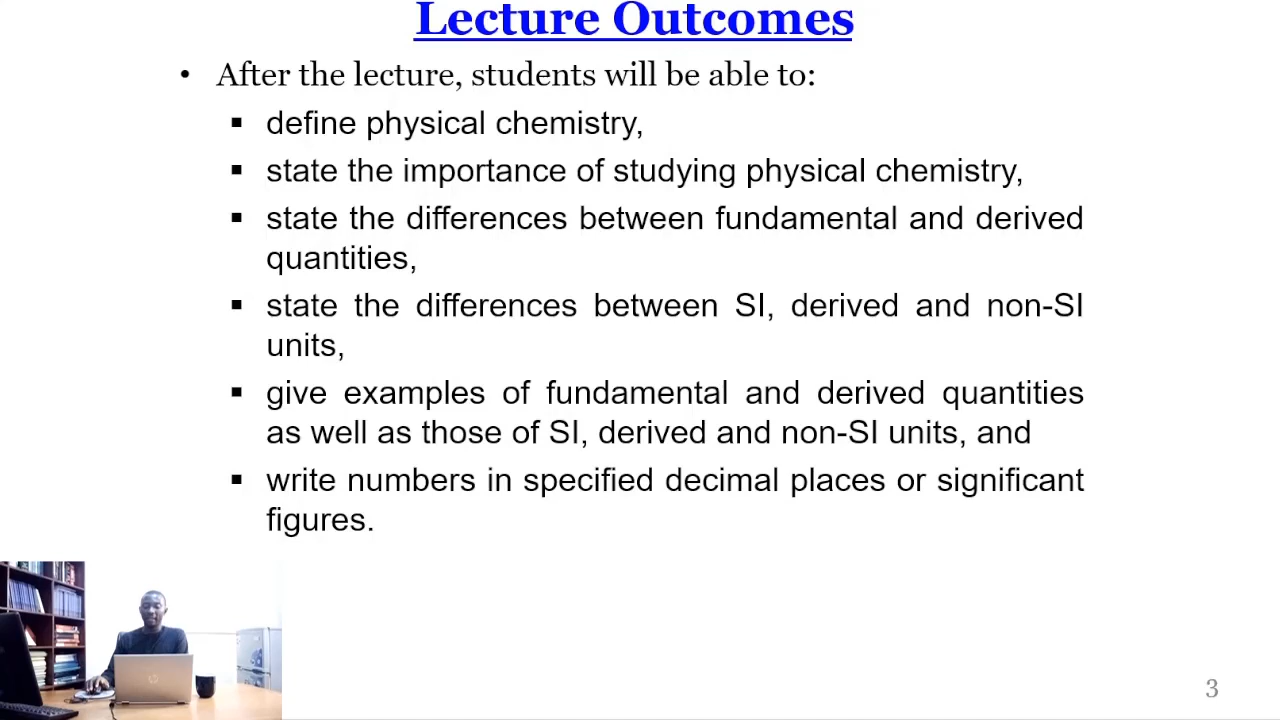 Lecture Outcomes
• After the lecture, students will be able to:
▪ define physical chemistry,
▪ state the importance of studying physical chemistry,
▪ state the differences between fundamental and derived
quantities,
▪ state the differences between SI, derived and non-SI
units,
▪ give examples of fundamental and derived quantities
as well as those of SI, derived and non-SI units, and
▪ write numbers in specified decimal places or significant
figures.
3